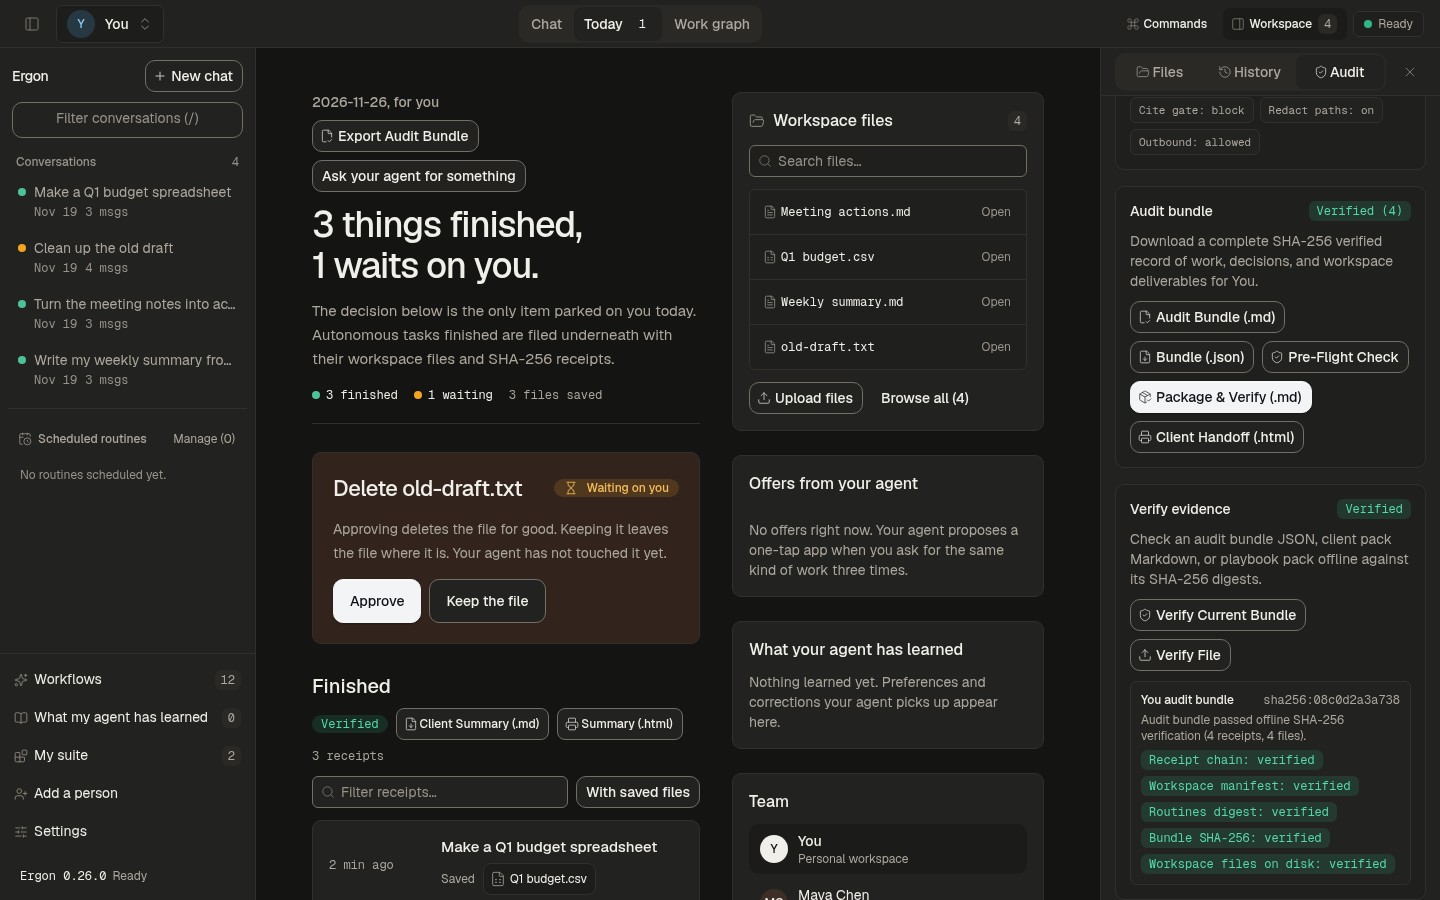 Y You
Chat
Today 1
Work graph
Commands
Workspace 4
Ready
Ergon
New chat
Filter conversations (/)
Conversations 4
Make a Q1 budget spreadsheet
Nov 19 3 msgs
Clean up the old draft
Nov 19 4 msgs
Turn the meeting notes into ac…
Nov 19 3 msgs
Write my weekly summary fro…
Nov 19 3 msgs
Scheduled routines Manage (0)
No routines scheduled yet.
Workflows 12
What my agent has learned 0
My suite 2
Add a person
Settings
Ergon 0.26.0 Ready
2026-11-26, for you
Export Audit Bundle
Ask your agent for something
3 things finished,
1 waits on you.
The decision below is the only item parked on you today.
Autonomous tasks finished are filed underneath with
their workspace files and SHA-256 receipts.
3 finished 1 waiting 3 files saved
Delete old-draft.txt Waiting on you
Approving deletes the file for good. Keeping it leaves
the file where it is. Your agent has not touched it yet.
Approve Keep the file
Finished
Verified Client Summary (.md) Summary (.html)
3 receipts
Filter receipts… With saved files
2 min ago
Make a Q1 budget spreadsheet
Saved Q1 budget.csv
Workspace files 4
Search files…
Meeting actions.md Open
Q1 budget.csv Open
Weekly summary.md Open
old-draft.txt Open
Upload files Browse all (4)
Offers from your agent
No offers right now. Your agent proposes a
one-tap app when you ask for the same
kind of work three times.
What your agent has learned
Nothing learned yet. Preferences and
corrections your agent picks up appear
here.
Team
Y You
Personal workspace
Maya Chen
Files History Audit
Cite gate: block Redact paths: on
Outbound: allowed
Audit bundle Verified (4)
Download a complete SHA-256 verified
record of work, decisions, and workspace
deliverables for You.
Audit Bundle (.md)
Bundle (.json) Pre-Flight Check
Package & Verify (.md)
Client Handoff (.html)
Verify evidence Verified
Check an audit bundle JSON, client pack
Markdown, or playbook pack offline against
its SHA-256 digests.
Verify Current Bundle
Verify File
You audit bundle sha256:08c0d2a3a738
Audit bundle passed offline SHA-256
verification (4 receipts, 4 files).
Receipt chain: verified
Workspace manifest: verified
Routines digest: verified
Bundle SHA-256: verified
Workspace files on disk: verified